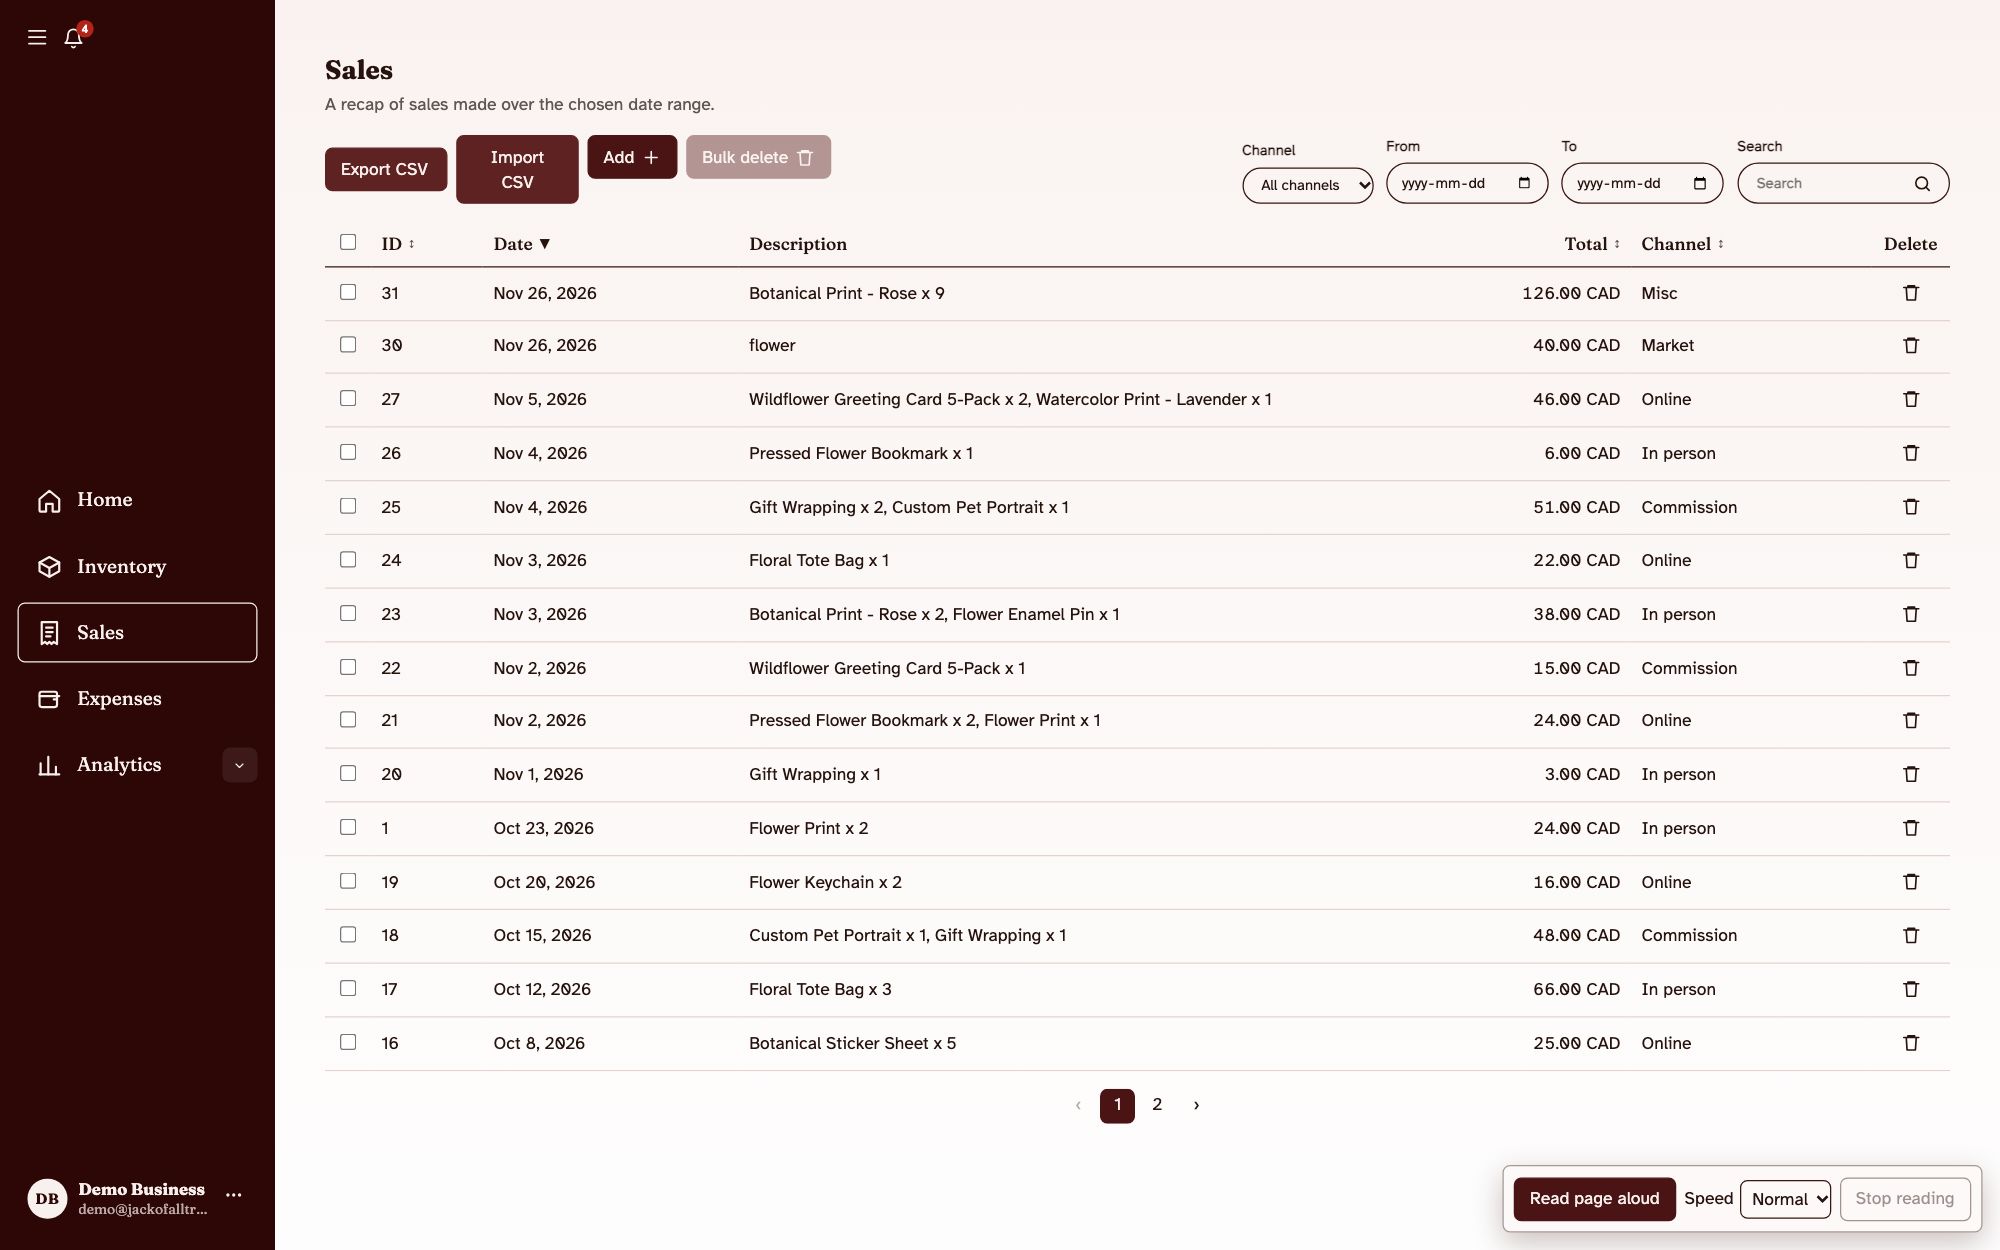 4
Home
Inventory
Sales
Expenses
Analytics
DB
Demo Business
demo@jackofalltr...
Sales
A recap of sales made over the chosen date range.
Export CSV
Import
CSV
Add +
Bulk delete
Channel
All channels
From
yyyy-mm-dd
To
yyyy-mm-dd
Search
Search
ID ↕ Date ▼ Description Total ↕ Channel ↕ Delete
31 Nov 26, 2026 Botanical Print - Rose x 9 126.00 CAD Misc
30 Nov 26, 2026 flower 40.00 CAD Market
27 Nov 5, 2026 Wildflower Greeting Card 5-Pack x 2, Watercolor Print - Lavender x 1 46.00 CAD Online
26 Nov 4, 2026 Pressed Flower Bookmark x 1 6.00 CAD In person
25 Nov 4, 2026 Gift Wrapping x 2, Custom Pet Portrait x 1 51.00 CAD Commission
24 Nov 3, 2026 Floral Tote Bag x 1 22.00 CAD Online
23 Nov 3, 2026 Botanical Print - Rose x 2, Flower Enamel Pin x 1 38.00 CAD In person
22 Nov 2, 2026 Wildflower Greeting Card 5-Pack x 1 15.00 CAD Commission
21 Nov 2, 2026 Pressed Flower Bookmark x 2, Flower Print x 1 24.00 CAD Online
20 Nov 1, 2026 Gift Wrapping x 1 3.00 CAD In person
1 Oct 23, 2026 Flower Print x 2 24.00 CAD In person
19 Oct 20, 2026 Flower Keychain x 2 16.00 CAD Online
18 Oct 15, 2026 Custom Pet Portrait x 1, Gift Wrapping x 1 48.00 CAD Commission
17 Oct 12, 2026 Floral Tote Bag x 3 66.00 CAD In person
16 Oct 8, 2026 Botanical Sticker Sheet x 5 25.00 CAD Online
‹ 1 2 ›
Read page aloud Speed Normal Stop reading